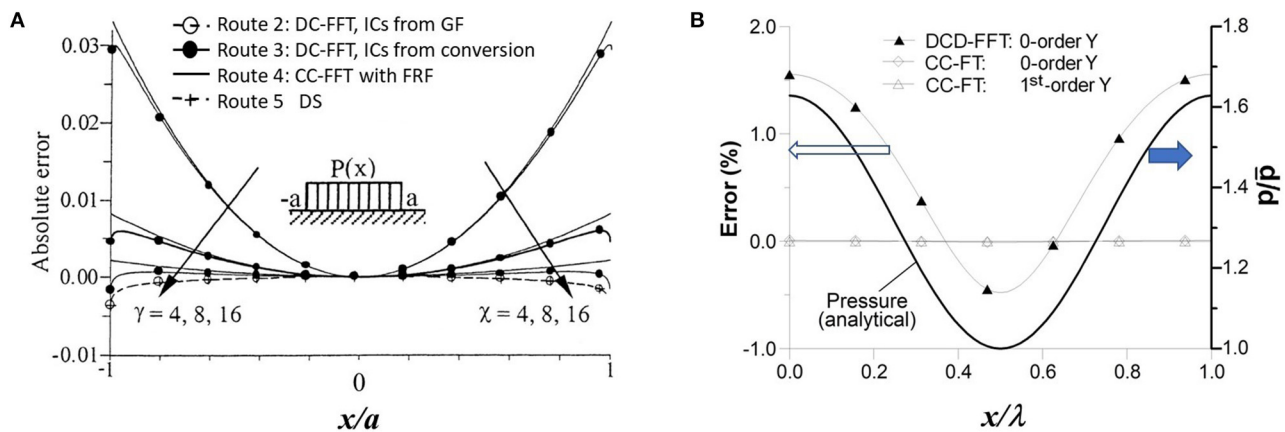 A
Route 2: DC-FFT, ICs from GF
Route 3: DC-FFT, ICs from conversion
Route 4: CC-FFT with FRF
Route 5 DS
Absolute error
0.03
0.02
0.01
0.00
-0.01
P(x)
-a
a
γ = 4, 8, 16
χ = 4, 8, 16
-1
0
1
x/a
B
DCD-FFT: 0-order Y
CC-FT: 0-order Y
CC-FT: 1st-order Y
Error (%)
2.0
1.0
0.0
-1.0
Pressure
(analytical)
1.8
1.6
1.4
1.2
1.0
p/p̅
0.0
0.2
0.4
0.6
0.8
1.0
x/λ